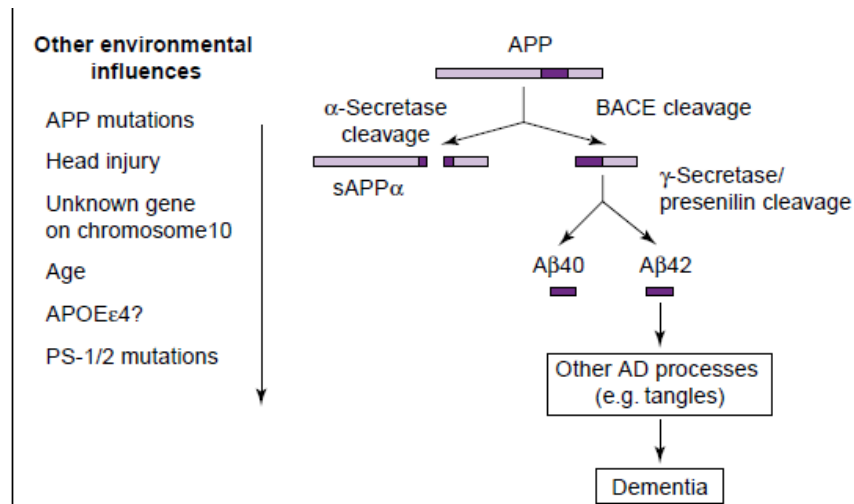 Other environmental
influences
APP mutations
Head injury
Unknown gene
on chromosome10
Age
APOEε4?
PS-1/2 mutations
APP
α-Secretase
cleavage
BACE cleavage
sAPPα
γ-Secretase/
presenilin cleavage
Aβ40
Aβ42
Other AD processes
(e.g. tangles)
Dementia